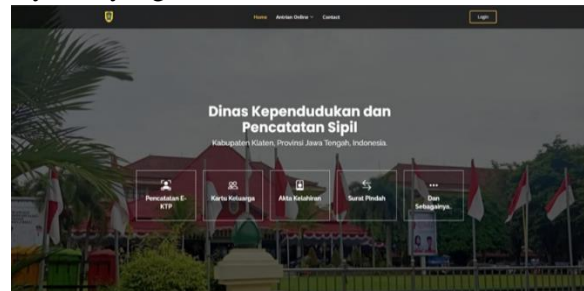 Home Antrian Online Contact Login
Dinas Kependudukan dan
Pencatatan Sipil
Kabupaten Klaten, Provinsi Jawa Tengah, Indonesia.
Pencatatan E-
KTP
Kartu Keluarga
Akta Kelahiran
Surat Pindah
Dan
Sebagainya.